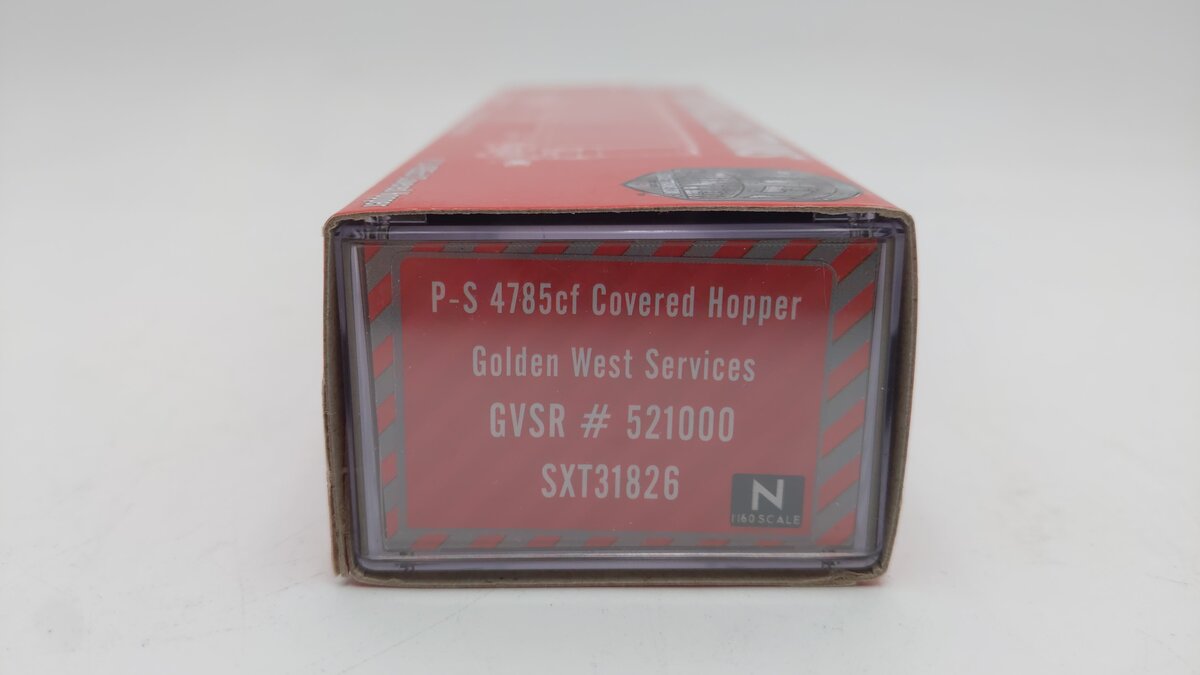 P-S 4785cf Covered Hopper
Golden West Services
GVSR # 521000
SXT31826
N
1:160 SCALE